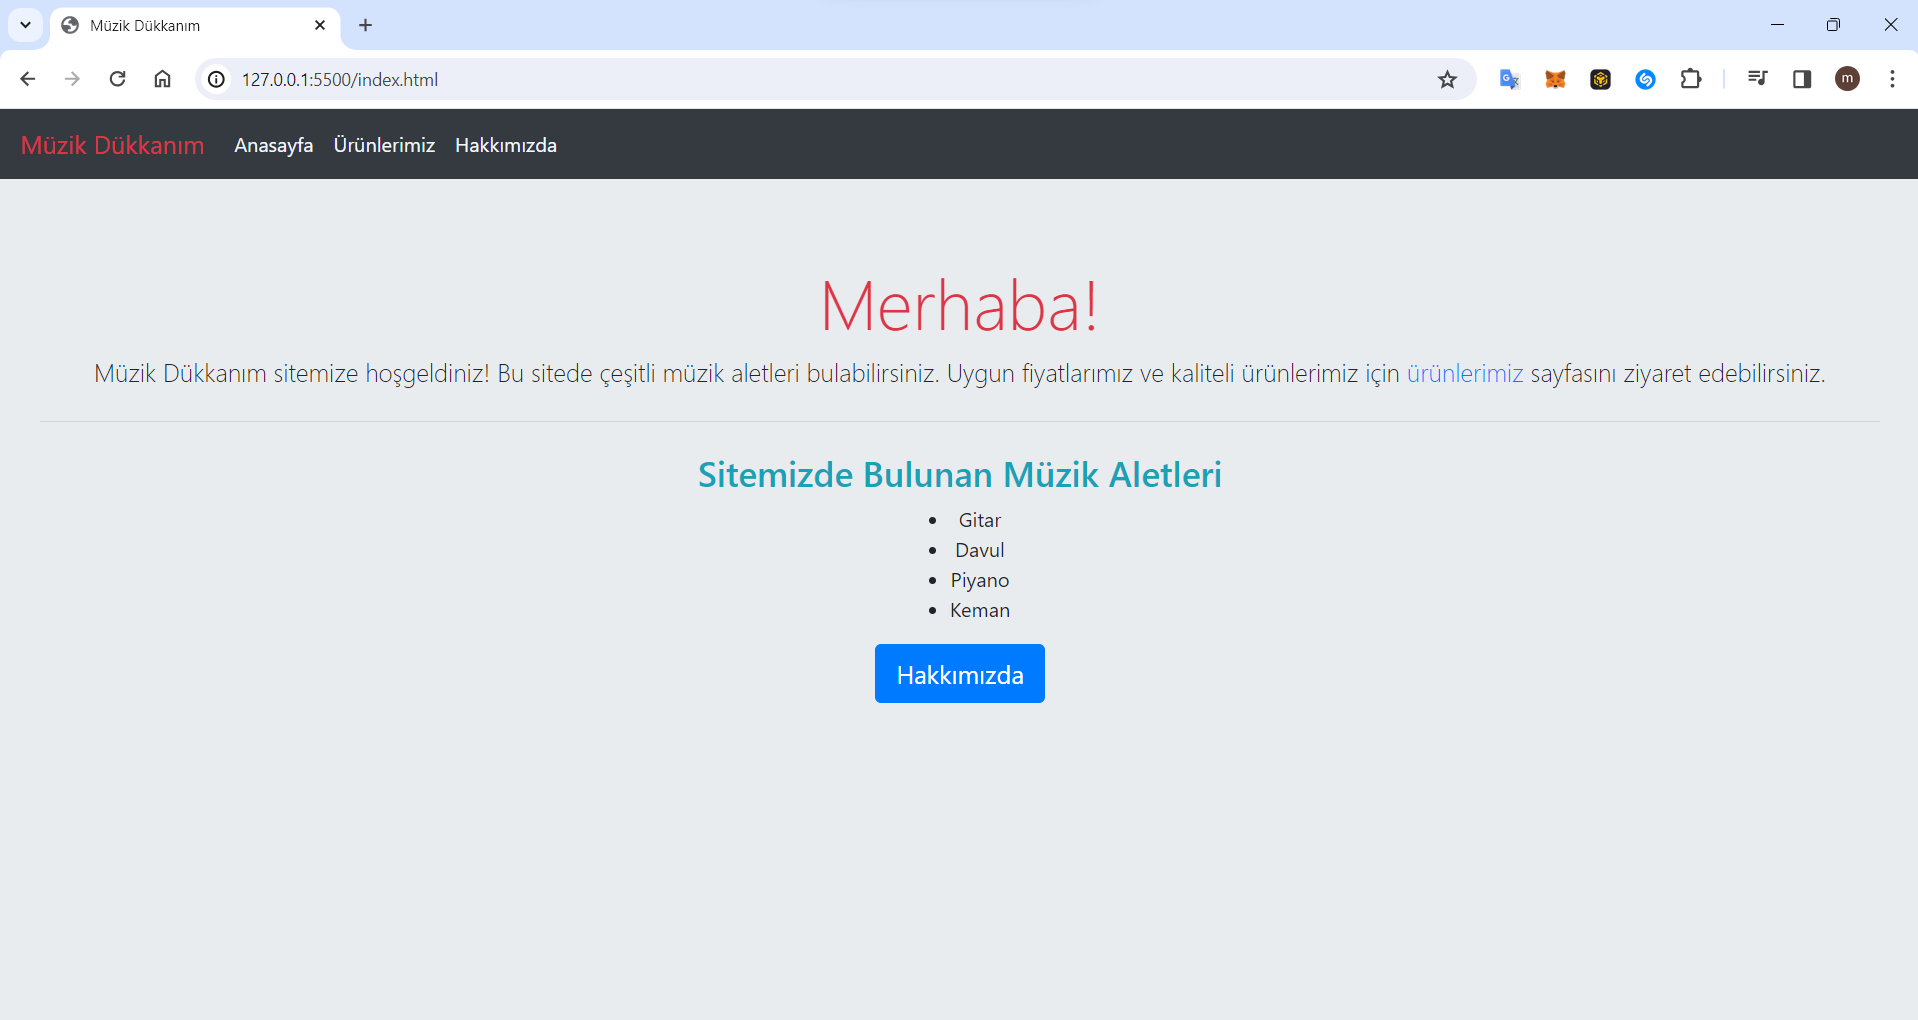 Müzik Dükkanım
127.0.0.1:5500/index.html
m
Müzik Dükkanım Anasayfa Ürünlerimiz Hakkımızda
Merhaba!
Müzik Dükkanım sitemize hoşgeldiniz! Bu sitede çeşitli müzik aletleri bulabilirsiniz. Uygun fiyatlarımız ve kaliteli ürünlerimiz için ürünlerimiz sayfasını ziyaret edebilirsiniz.
Sitemizde Bulunan Müzik Aletleri
• Gitar
• Davul
• Piyano
• Keman
Hakkımızda